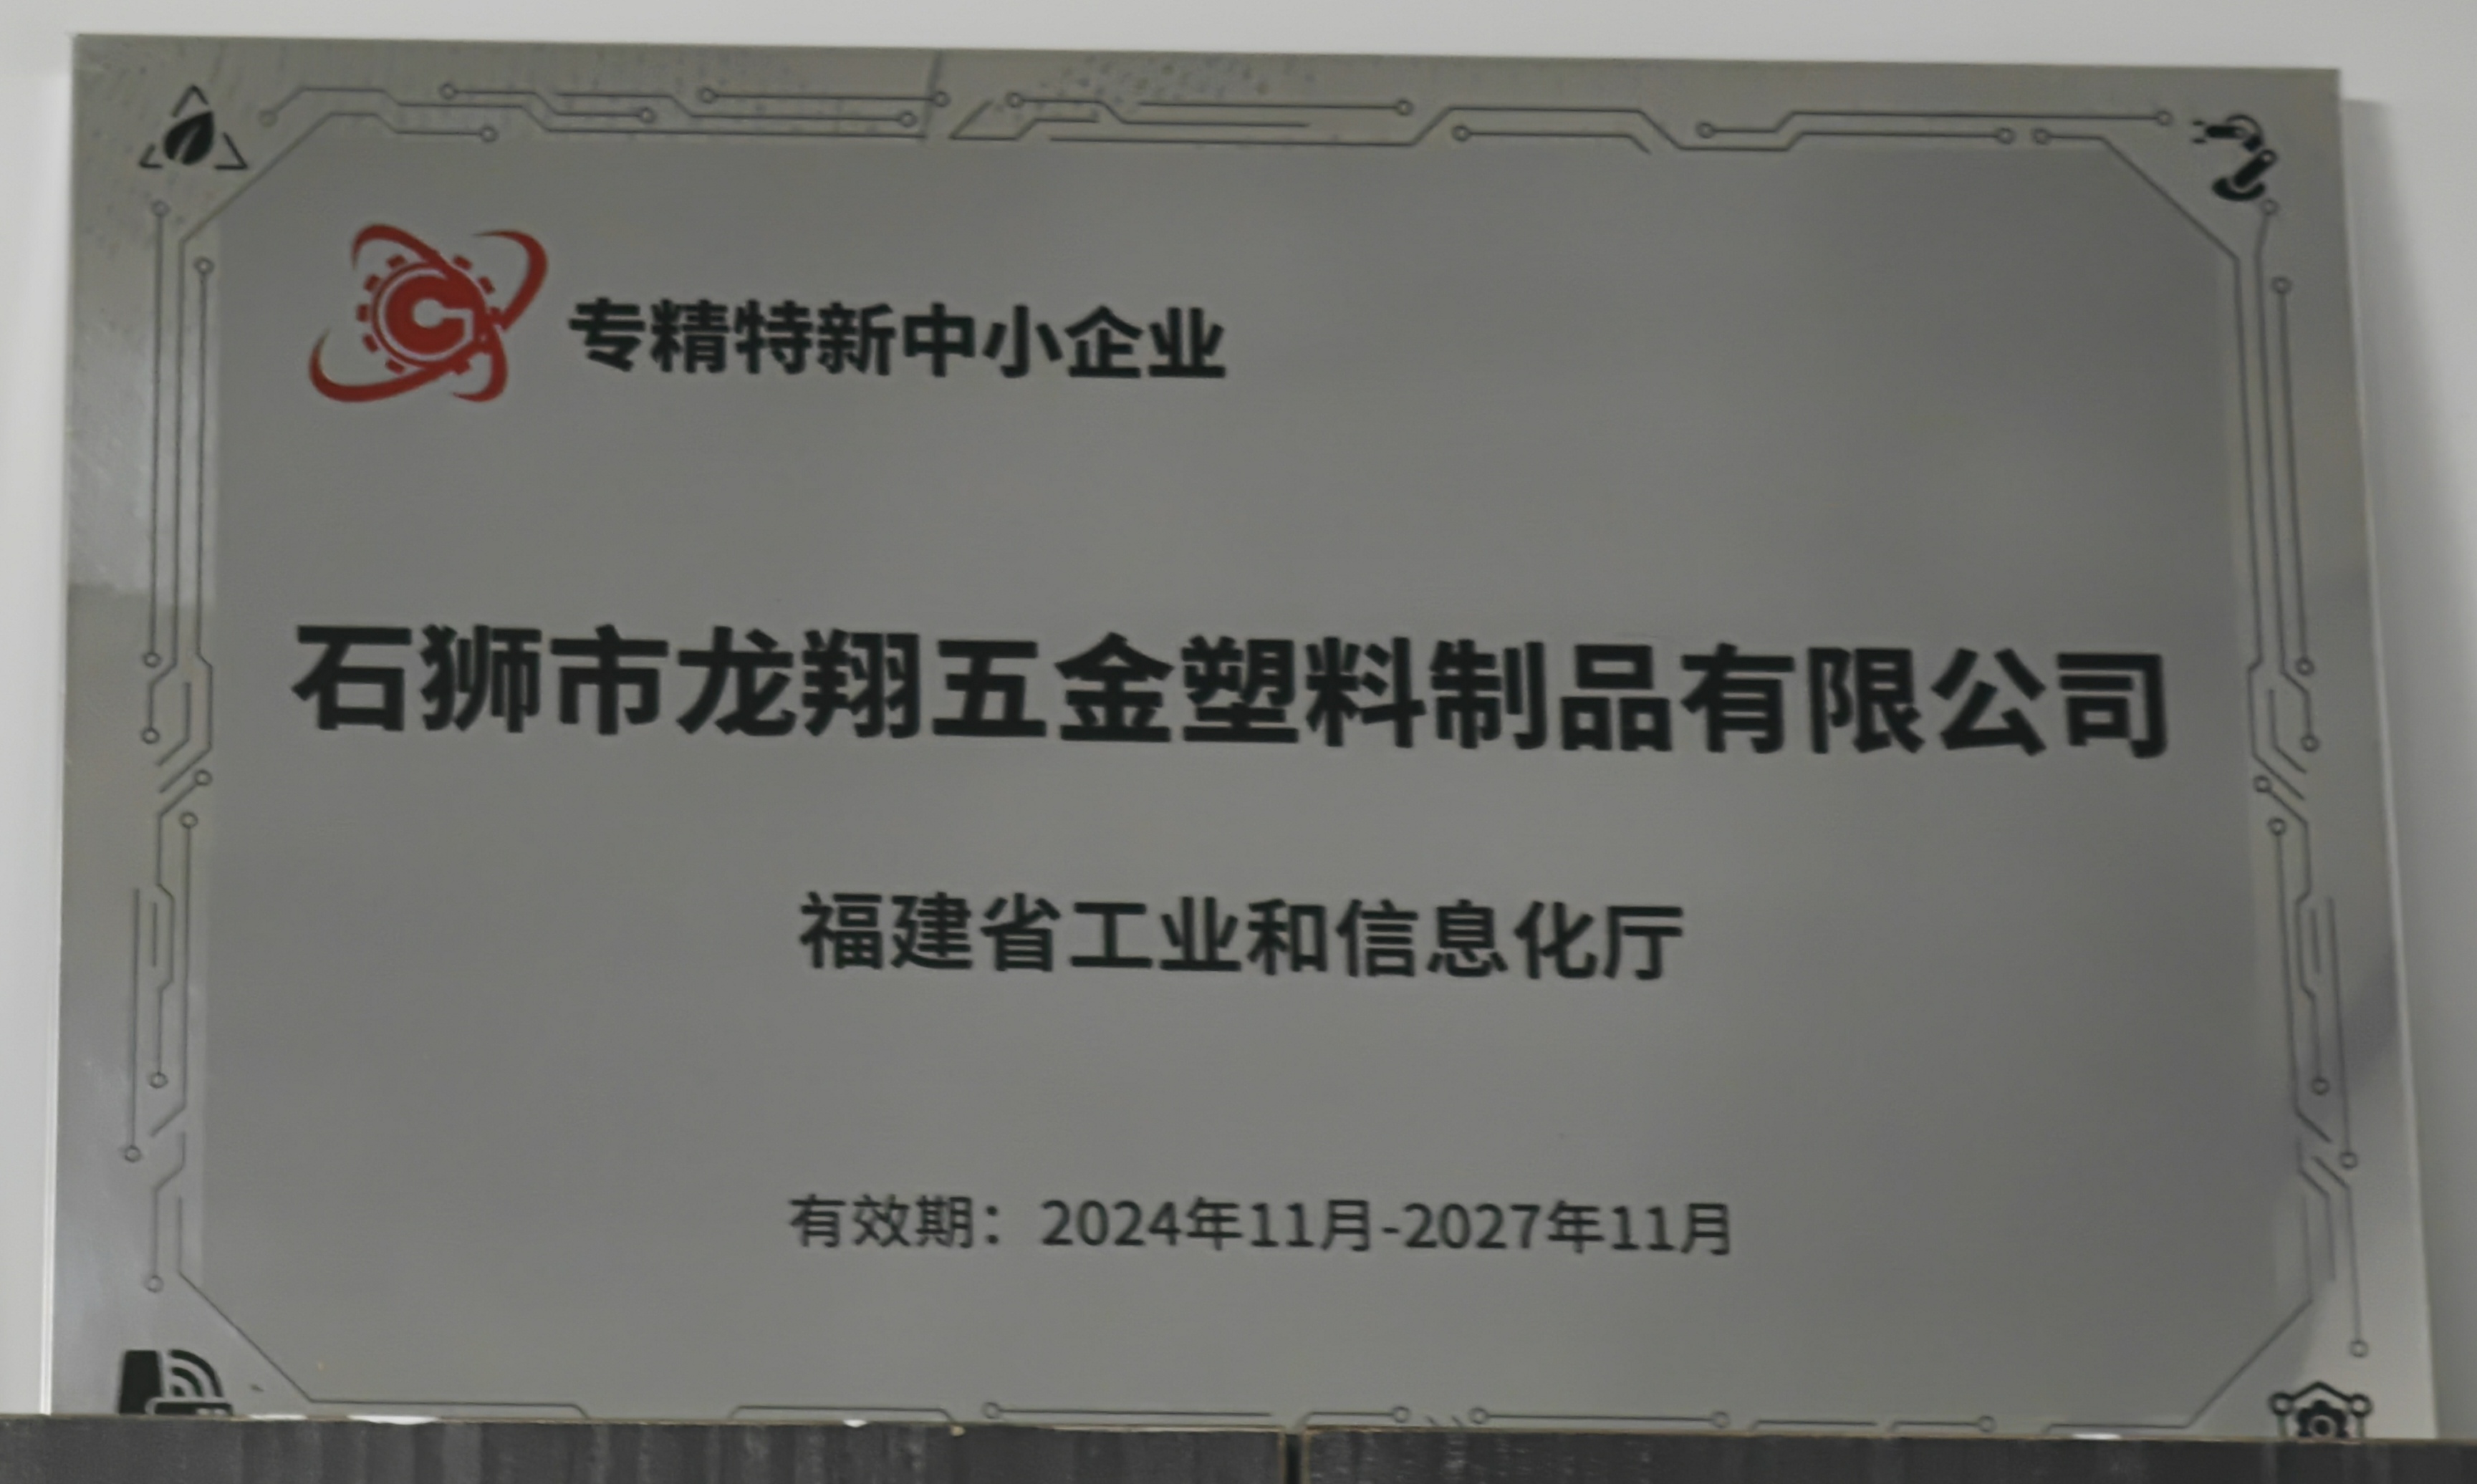 专精特新中小企业
石狮市龙翔五金塑料制品有限公司
福建省工业和信息化厅
有效期：2024年11月-2027年11月